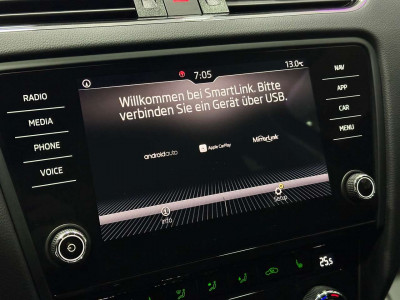 7:05
13.0°C
RADIO
MEDIA
PHONE
VOICE
Willkommen bei SmartLink. Bitte
verbinden Sie ein Gerät über USB.
androidauto
Apple CarPlay
MirrorLink
Info
Setup
NAV
APP
CAR
MENU
25.5